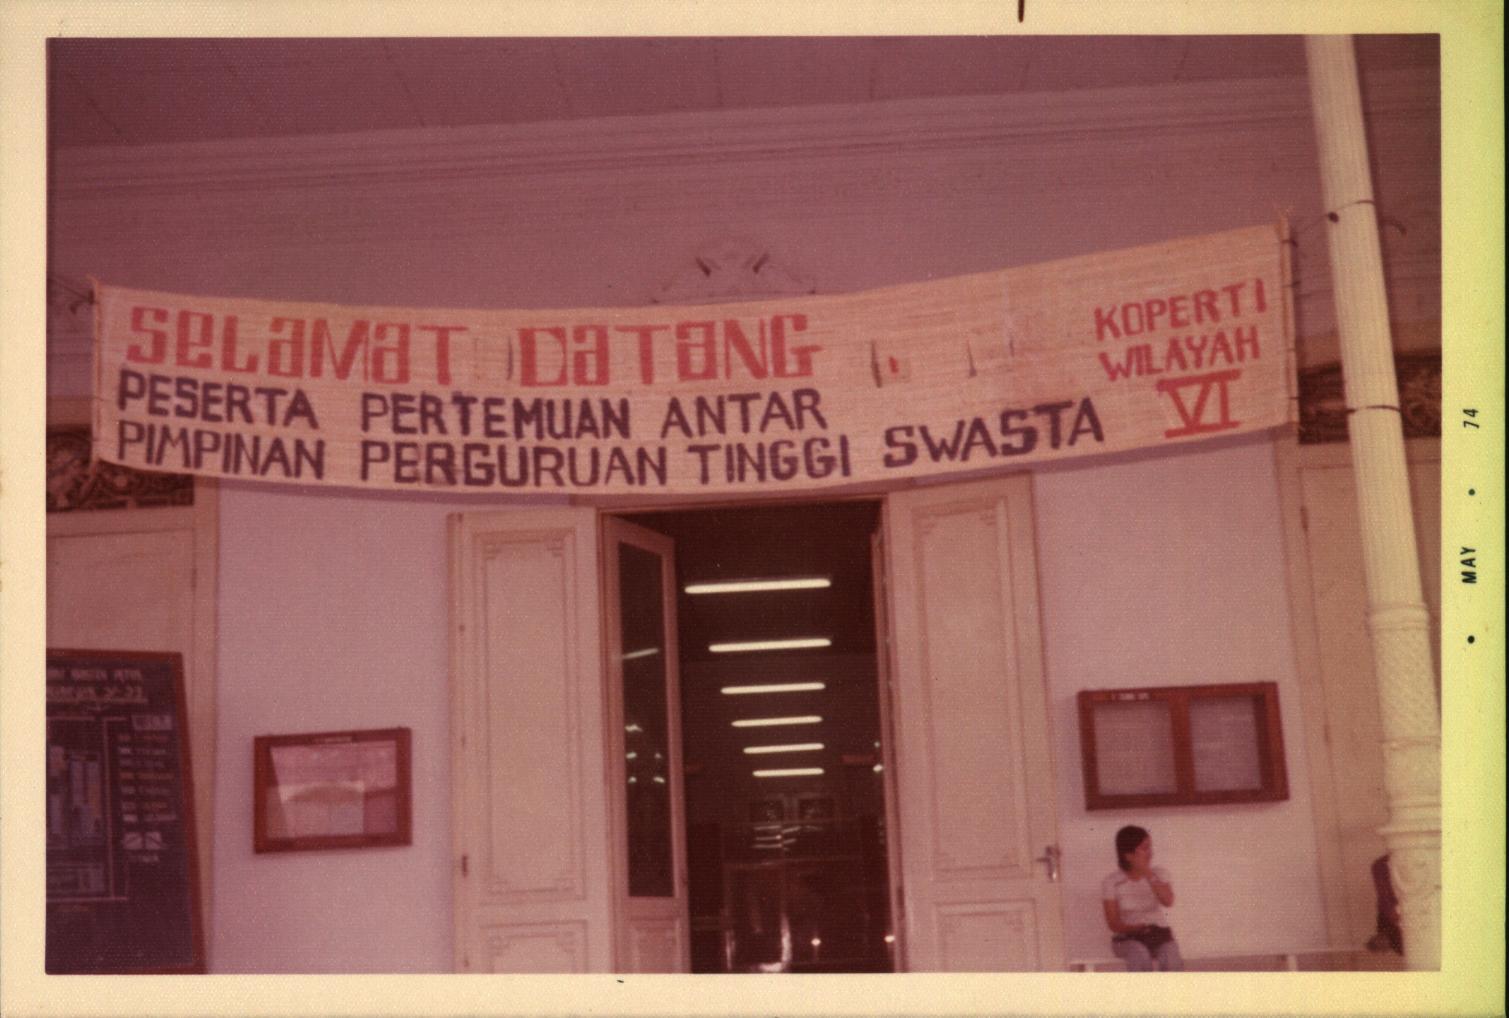 SELAMAT DATANG
PESERTA PERTEMUAN ANTAR
PIMPINAN PERGURUAN TINGGI SWASTA
KOPERTI
WILAYAH
VI
• MAY • 74